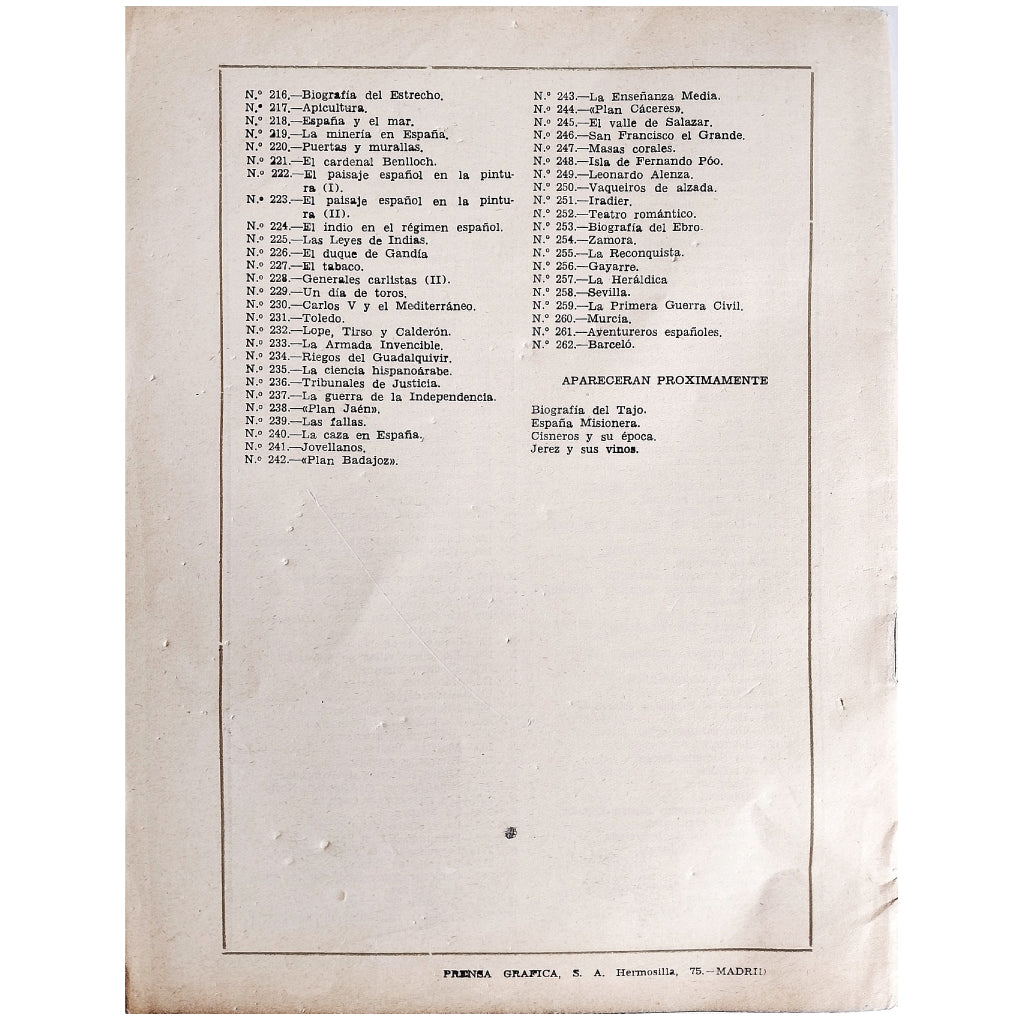 N.º 216.—Biografía del Estrecho.
N.º 217.—Apicultura.
N.º 218.—España y el mar.
N.º 219.—La minería en España.
N.º 220.—Puertas y murallas.
N.º 221.—El cardenal Benlloch.
N.º 222.—El paisaje español en la pintu-
ra (I).
N.º 223.—El paisaje español en la pintu-
ra (II).
N.º 224.—El indio en el régimen español.
N.º 225.—Las Leyes de Indias.
N.º 226.—El duque de Gandía
N.º 227.—El tabaco.
N.º 228.—Generales carlistas (II).
N.º 229.—Un día de toros.
N.º 230.—Carlos V y el Mediterráneo.
N.º 231.—Toledo.
N.º 232.—Lope, Tirso y Calderón.
N.º 233.—La Armada Invencible.
N.º 234.—Riegos del Guadalquivir.
N.º 235.—La ciencia hispanoárabe.
N.º 236.—Tribunales de Justicia.
N.º 237.—La guerra de la Independencia.
N.º 238.—«Plan Jaén».
N.º 239.—Las fallas.
N.º 240.—La caza en España.
N.º 241.—Jovellanos.
N.º 242.—«Plan Badajoz».
N.º 243.—La Enseñanza Media.
N.º 244.—«Plan Cáceres».
N.º 245.—El valle de Salazar.
N.º 246.—San Francisco el Grande.
N.º 247.—Masas corales.
N.º 248.—Isla de Fernando Póo.
N.º 249.—Leonardo Alenza.
N.º 250.—Vaqueiros de alzada.
N.º 251.—Iradier.
N.º 252.—Teatro romántico.
N.º 253.—Biografía del Ebro.
N.º 254.—Zamora.
N.º 255.—La Reconquista.
N.º 256.—Gayarre.
N.º 257.—La Heráldica
N.º 258.—Sevilla.
N.º 259.—La Primera Guerra Civil.
N.º 260.—Murcia.
N.º 261.—Aventureros españoles.
N.º 262.—Barceló.
APARECERAN PROXIMAMENTE
Biografía del Tajo.
España Misionera.
Cisneros y su época.
Jerez y sus vinos.
PRENSA GRAFICA, S. A. Hermosilla, 75.—MADRID